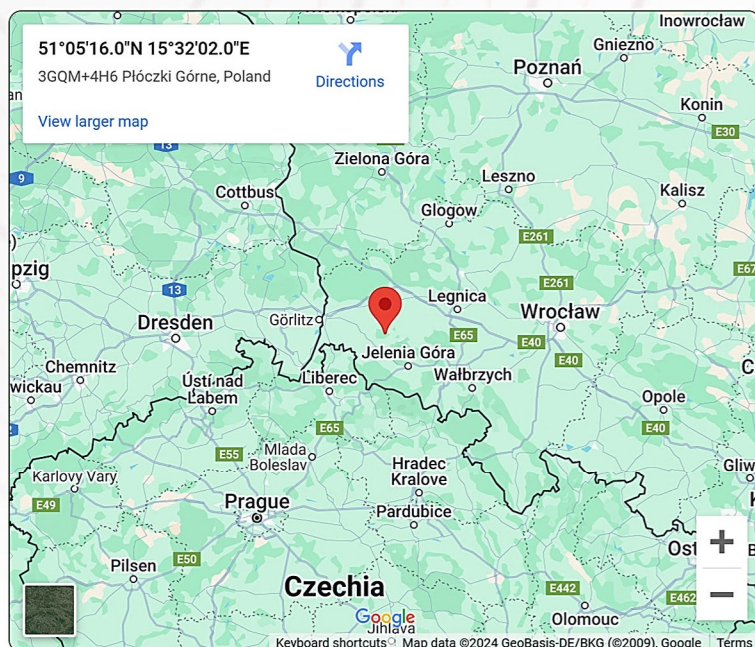 Inowrocław
51°05'16.0"N 15°32'02.0"E
3GQM+4H6 Płóczki Górne, Poland
Directions
View larger map
Gniezno
Poznań
Konin
E30
13
9
Zielona Góra
Leszno
Cottbus
Kalisz
Glogow
E261
pzig
E67
13
E261
Legnica
Görlitz
Wrocław
Dresden
E65
E40
Jelenia Góra
E40
Chemnitz
Wałbrzych
wickau
Ústí nad
Labem
Liberec
Opole
E65
E40
E55
Mlada
Boleslav
Hradec
Kralove
Gliw
Karlovy Vary
E49
Prague
Pardubice
Ost
E50
Pilsen
Czechia
E442
E462
Google
Olomouc
Jihlava
Keyboard shortcuts Map data ©2024 GeoBasis-DE/BKG (©2009), Google Terms